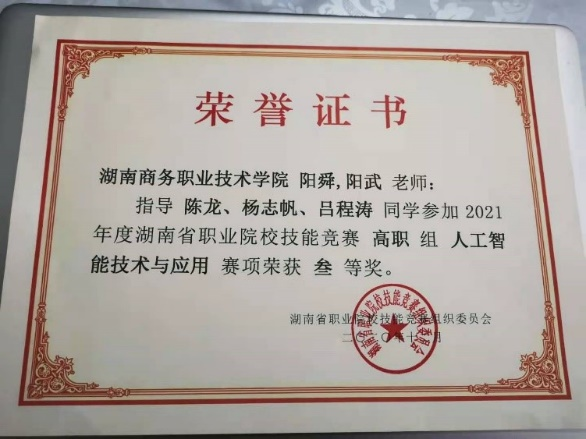 荣誉证书
湖南商务职业技术学院 阳舜,阳武 老师:
指导 陈龙、杨志帆、吕程涛 同学参加 2021
年度湖南省职业院校技能竞赛 高职 组 人工智
能技术与应用 赛项荣获 叁 等奖。
湖南省职业院校技能竞赛组织委员会